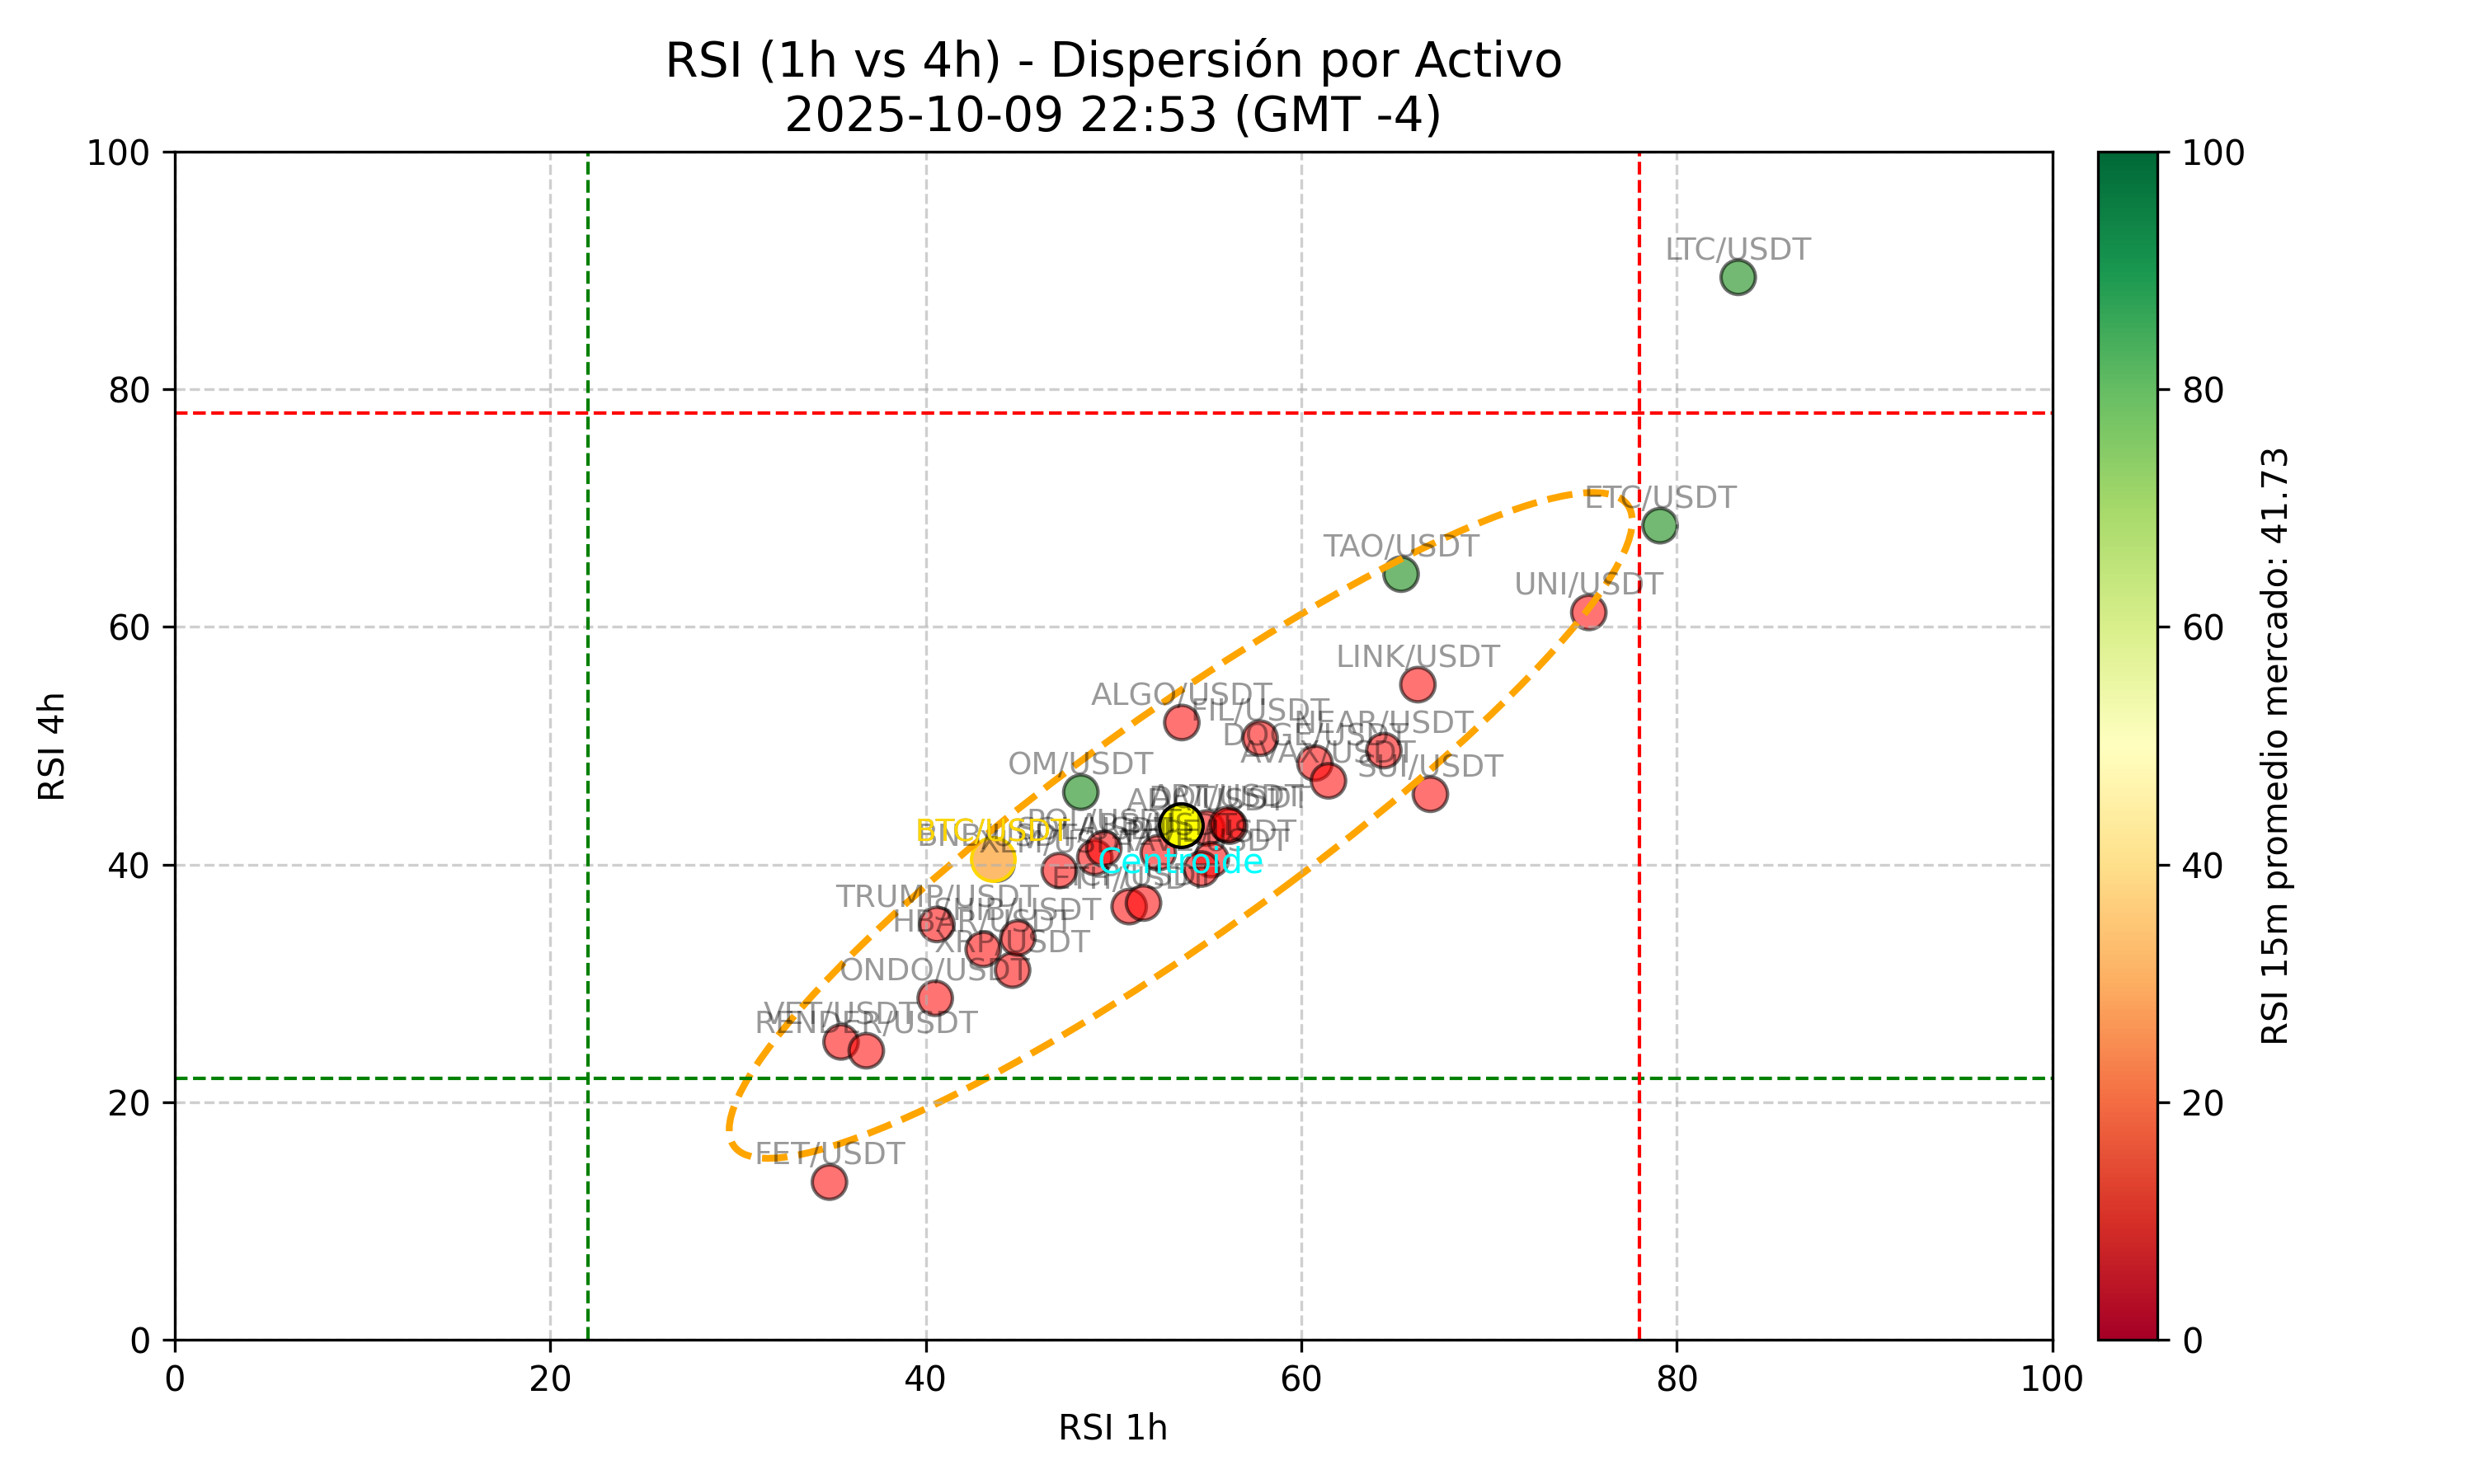 RSI (1h vs 4h) - Dispersión por Activo
2025-10-09 22:53 (GMT -4)
100
80
60
40
20
0
RSI 4h
0
20
40
60
80
100
RSI 1h
LTC/USDT
ETC/USDT
TAO/USDT
UNI/USDT
LINK/USDT
ALGO/USDT
FIL/USDT
NEAR/USDT
DOGE/USDT
AVAX/USDT
SUI/USDT
OM/USDT
BTC/USDT
Centroide
TRUMP/USDT
SHIB/USDT
HBAR/USDT
XRP/USDT
ONDO/USDT
VET/USDT
RENDER/USDT
FET/USDT
100
80
60
40
20
0
RSI 15m promedio mercado: 41.73